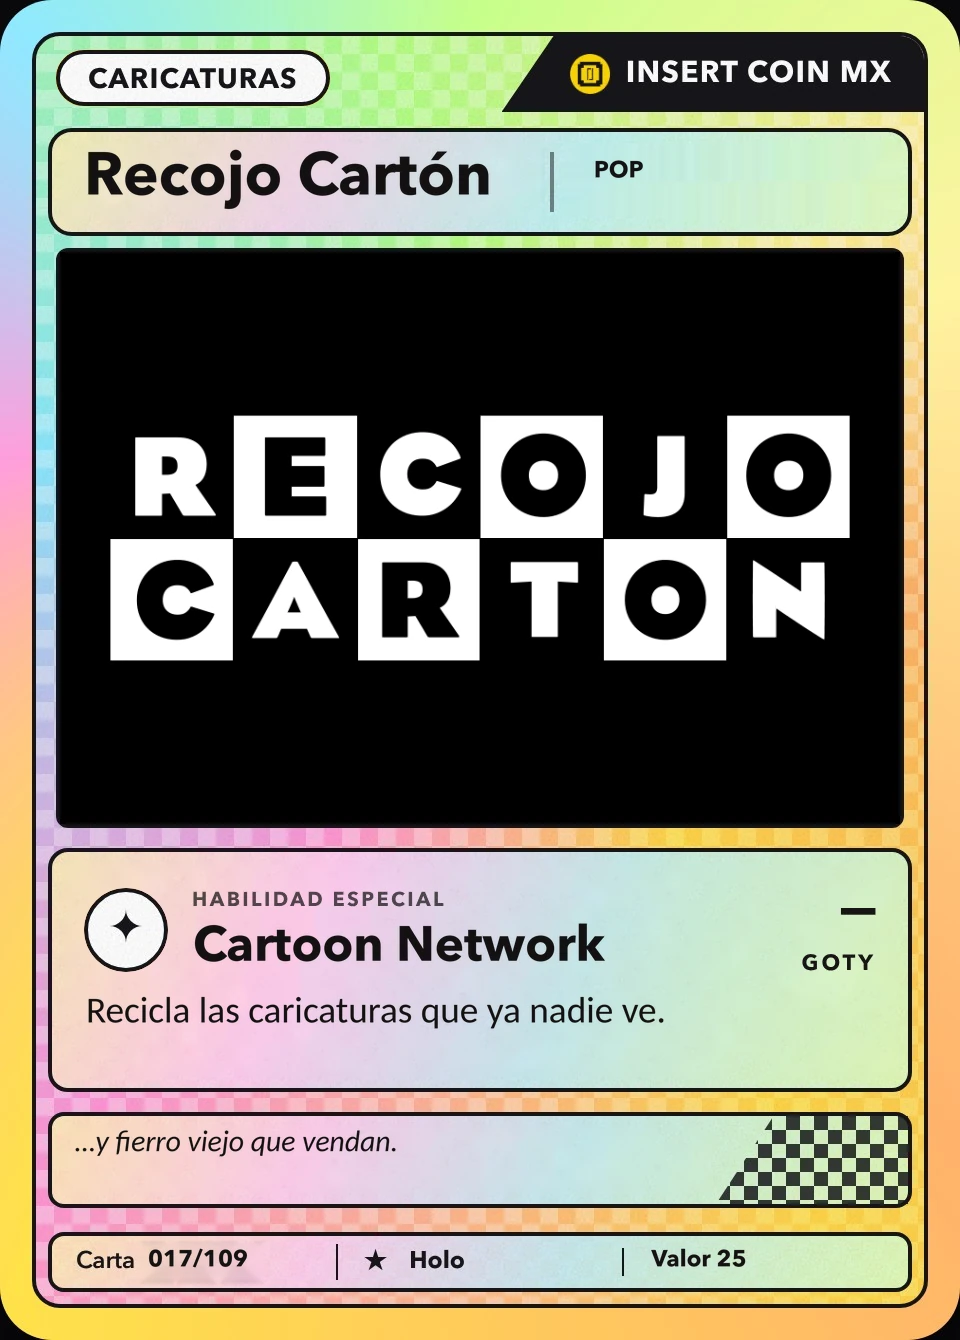 CARICATURAS
INSERT COIN MX
Recojo Cartón
POP
RECOJO
CARTON
HABILIDAD ESPECIAL
Cartoon Network
—
GOTY
Recicla las caricaturas que ya nadie ve.
...y fierro viejo que vendan.
Carta 017/109
★ Holo
Valor 25